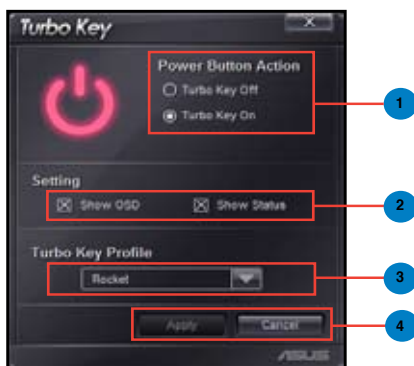 Turbo Key
Power Button Action
Turbo Key Off
1
Turbo Key On
Setting
Show OSD Show Status
2
Turbo Key Profile
Rocket
3
Apply Cancel
4
ASUS